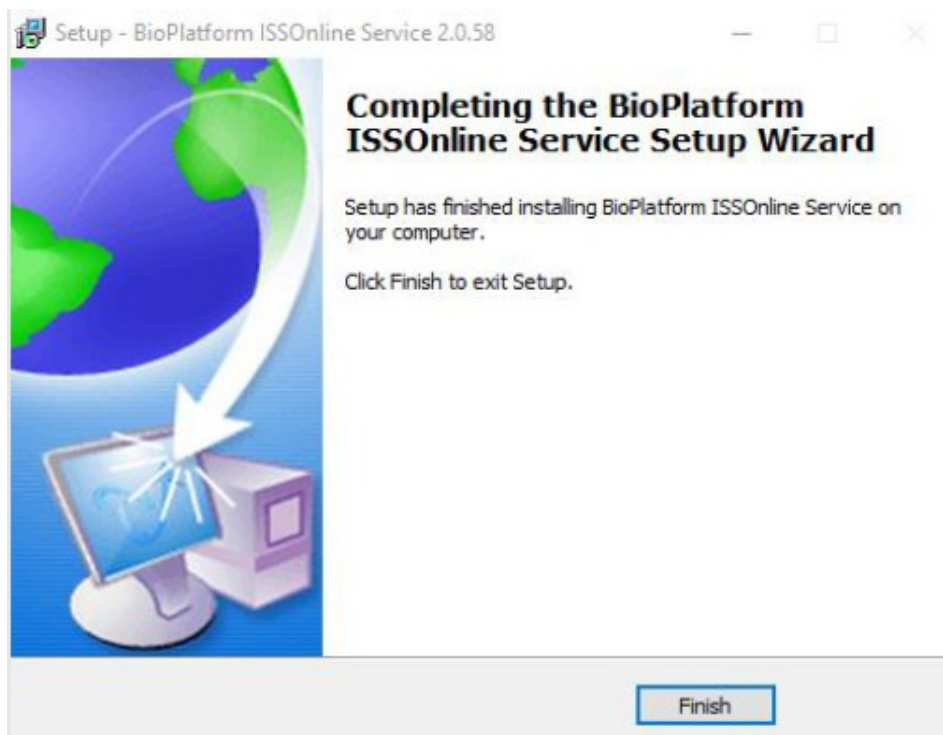 Setup - BioPlatform ISSOnline Service 2.0.58
Completing the BioPlatform
ISSOnline Service Setup Wizard
Setup has finished installing BioPlatform ISSOnline Service on
your computer.
Click Finish to exit Setup.
Finish